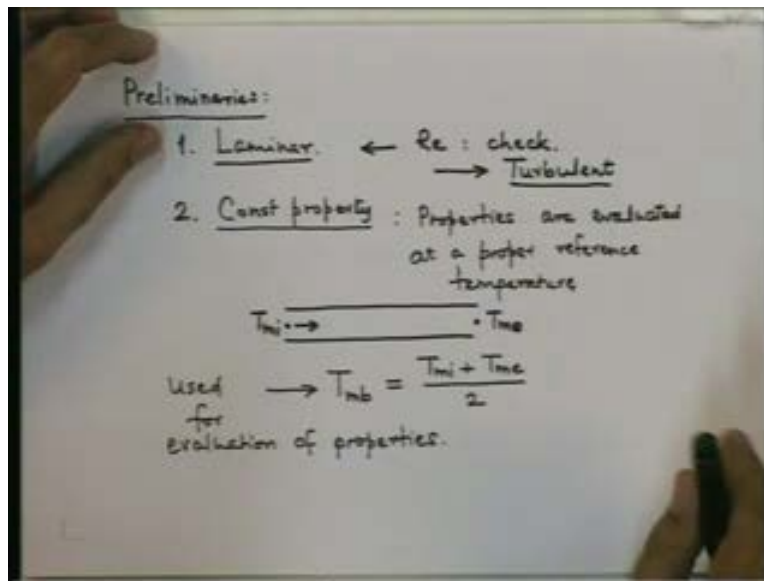 Preliminaries:
1. Laminar. ← Re : check.
→ Turbulent
2. Const property : Properties are evaluated
at a proper reference
temperature
Tmi → Tme
Used → Tmb = (Tmi + Tme) / 2
for
evaluation of properties.